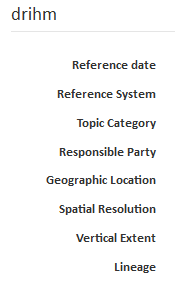 drihm
Reference date
Reference System
Topic Category
Responsible Party
Geographic Location
Spatial Resolution
Vertical Extent
Lineage